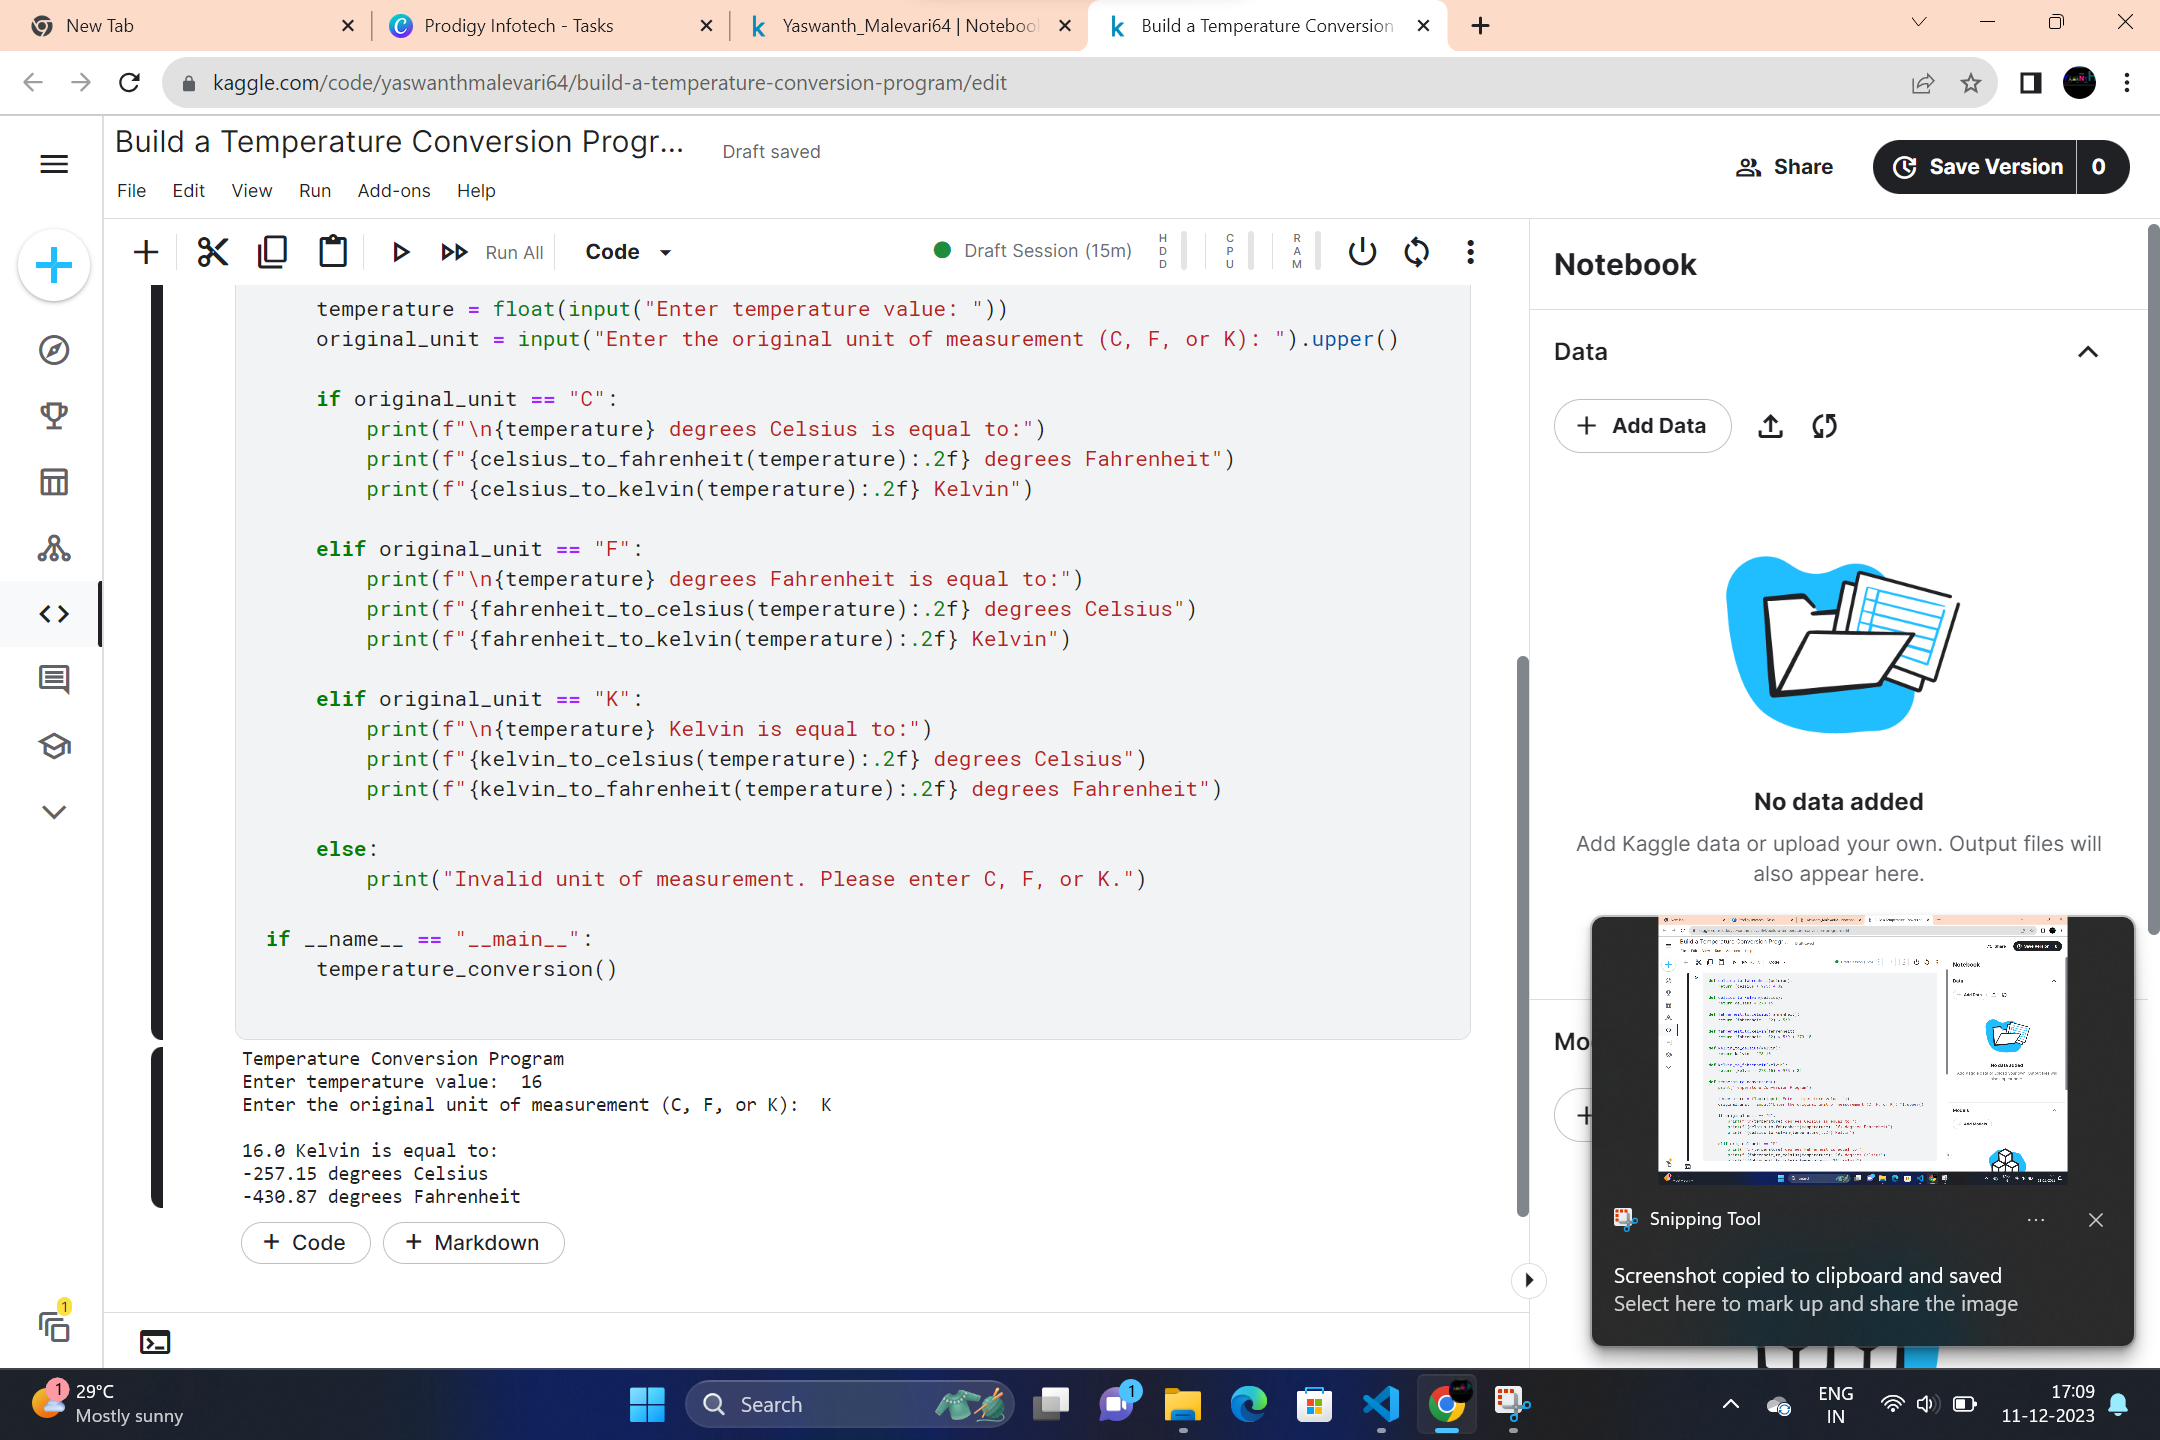 New Tab
Prodigy Infotech - Tasks
Yaswanth_Malevari64 | Noteboo
Build a Temperature Conversion
kaggle.com/code/yaswanthmalevari64/build-a-temperature-conversion-program/edit
Build a Temperature Conversion Progr...
Draft saved
Share
Save Version
0
File Edit View Run Add-ons Help
Run All
Code
Draft Session (15m)
HDD
CPU
RAM
Notebook
temperature = float(input("Enter temperature value: "))
original_unit = input("Enter the original unit of measurement (C, F, or K): ").upper()
if original_unit == "C":
print(f"\n{temperature} degrees Celsius is equal to:")
print(f"{celsius_to_fahrenheit(temperature):.2f} degrees Fahrenheit")
print(f"{celsius_to_kelvin(temperature):.2f} Kelvin")
elif original_unit == "F":
print(f"\n{temperature} degrees Fahrenheit is equal to:")
print(f"{fahrenheit_to_celsius(temperature):.2f} degrees Celsius")
print(f"{fahrenheit_to_kelvin(temperature):.2f} Kelvin")
elif original_unit == "K":
print(f"\n{temperature} Kelvin is equal to:")
print(f"{kelvin_to_celsius(temperature):.2f} degrees Celsius")
print(f"{kelvin_to_fahrenheit(temperature):.2f} degrees Fahrenheit")
else:
print("Invalid unit of measurement. Please enter C, F, or K.")
if __name__ == "__main__":
temperature_conversion()
Temperature Conversion Program
Enter temperature value:  16
Enter the original unit of measurement (C, F, or K):  K
16.0 Kelvin is equal to:
-257.15 degrees Celsius
-430.87 degrees Fahrenheit
+ Code
+ Markdown
Data
+ Add Data
No data added
Add Kaggle data or upload your own. Output files will
also appear here.
Mo
Snipping Tool
Screenshot copied to clipboard and saved
Select here to mark up and share the image
1
1
29°C
Mostly sunny
Search
1
ENG
IN
17:09
11-12-2023